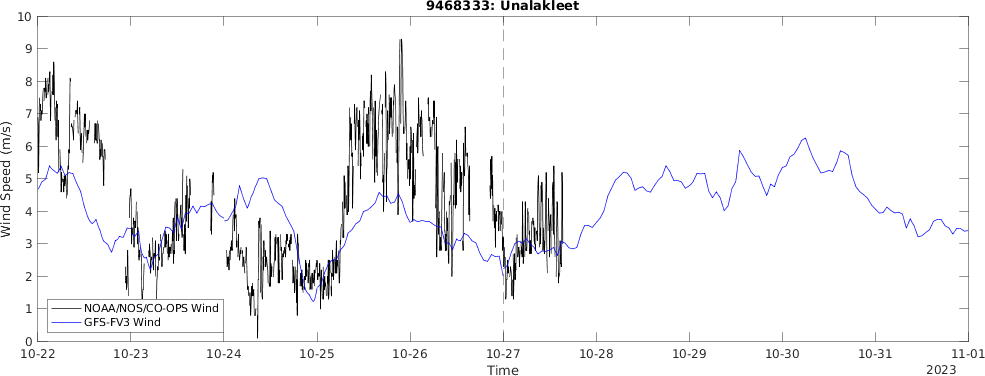 9468333: Unalakleet
10
9
8
7
6
5
4
3
2
1
0
Wind Speed (m/s)
NOAA/NOS/CO-OPS Wind
GFS-FV3 Wind
10-22 10-23 10-24 10-25 10-26 10-27 10-28 10-29 10-30 10-31 11-01
Time
2023